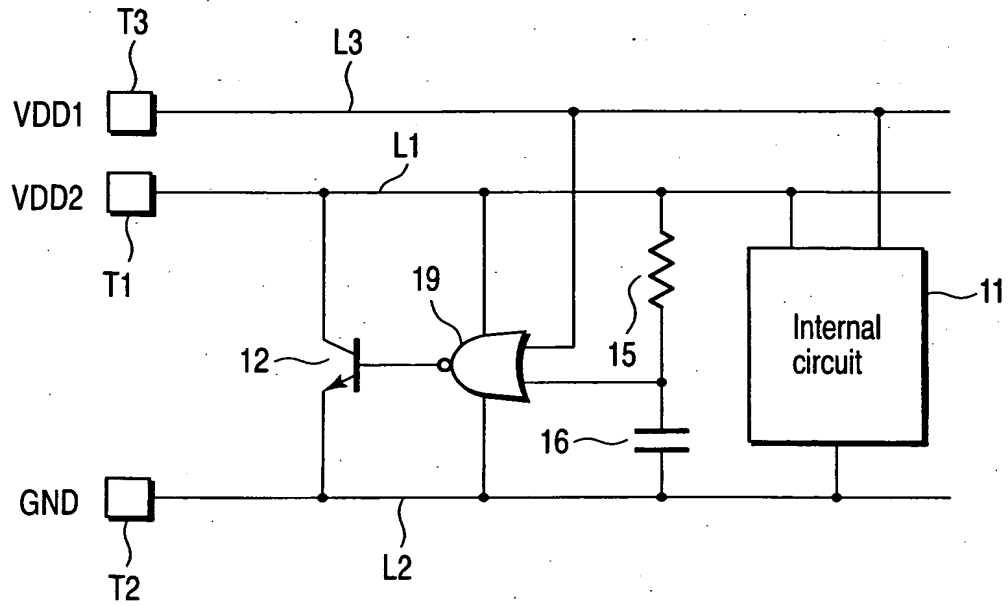 T3
L3
VDD1
L1
VDD2
T1
19
11
12
15
Internal
circuit
16
GND
L2
T2